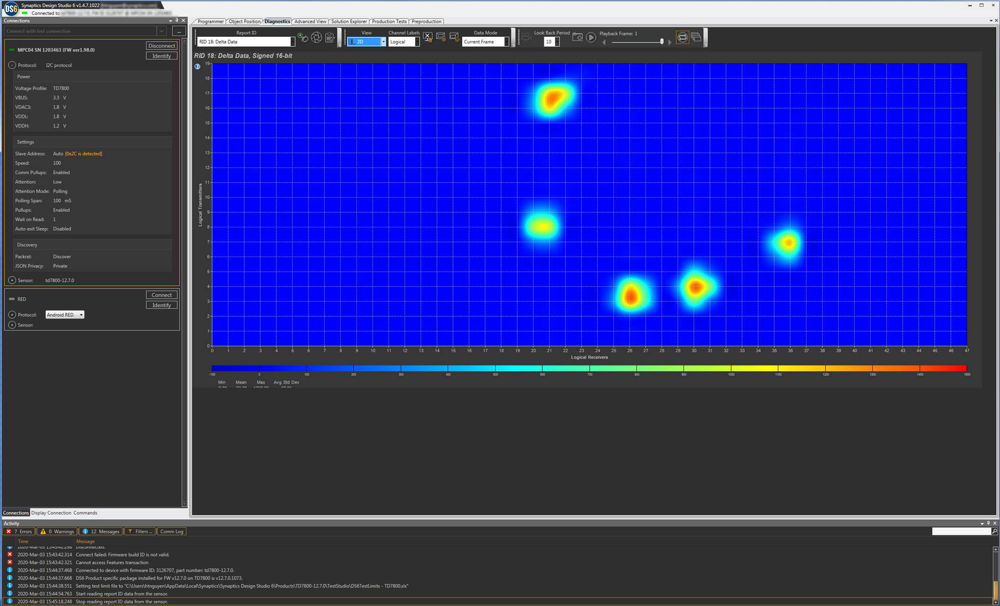 DS6 Synaptics Design Studio 6 v1.4.7.1022
Connected to
Connections
Connect with last connection ...
MPC04 SN 1203463 (FW ver1.98.0) Disconnect
Identify
Protocol: I2C protocol
Power
Voltage Profile: TD7800
VBUS: 3.3 V
VDAC3: 1.8 V
VDDL: 1.8 V
VDDH: 1.2 V
Settings
Slave Address: Auto [0x2C is detected]
Speed: 100
Comm Pullups: Enabled
Attention: Low
Attention Mode: Polling
Polling Span: 100 mS
Pullups: Enabled
Wait on Read: 1
Auto-exit Sleep: Disabled
Discovery
Packrat: Discover
JSON Privacy: Private
Sensor: td7800-12.7.0
RED Connect
Identify
Protocol: Android RED
Sensor:
Connections Display Connection Commands
Programmer Object Position Diagnostics Advanced View Solution Explorer Production Tests Preproduction
Report ID View Channel Labels Data Mode Look Back Period Playback Frame: 1
RID 18: Delta Data 2D Logical Current Frame 10
RID 18: Delta Data, Signed 16-bit
19
18
17
16
15
14
13
12
11
10
9
8
7
6
5
4
3
2
1
0
Logical Transmitters
0 1 2 3 4 5 6 7 8 9 10 11 12 13 14 15 16 17 18 19 20 21 22 23 24 25 26 27 28 29 30 31 32 33 34 35 36 37 38 39 40 41 42 43 44 45 46 47
Logical Receivers
-100 0 100 200 300 400 500 600 700 800 900 1000 1100 1200 1300 1400 1500
Min Mean Max Avg Std Dev
Activity
7 Errors 0 Warnings 12 Messages Filters ... Comm Log
Time Message
2020-Mar-03 15:43:42.298 Disconnected.
2020-Mar-03 15:43:42.314 Connect failed: Firmware build ID is not valid.
2020-Mar-03 15:43:42.321 Cannot access Features transaction
2020-Mar-03 15:44:37.468 Connected to device with firmware ID: 3126707, part number: td7800-12.7.0.
2020-Mar-03 15:44:37.668 DS6 Product specific package installed for FW v12.7.0 on TD7800 is v12.7.0.1073.
2020-Mar-03 15:44:38.551 Setting test limit file to "C:\Users\htnguyen\AppData\Local\Synaptics\Synaptics Design Studio 6\Products\TD7800-12.7.0\TestStudio\DS6TestLimits - TD7800.xls"
2020-Mar-03 15:44:54.763 Start reading report ID data from the sensor.
2020-Mar-03 15:45:18.248 Stop reading report ID data from the sensor.